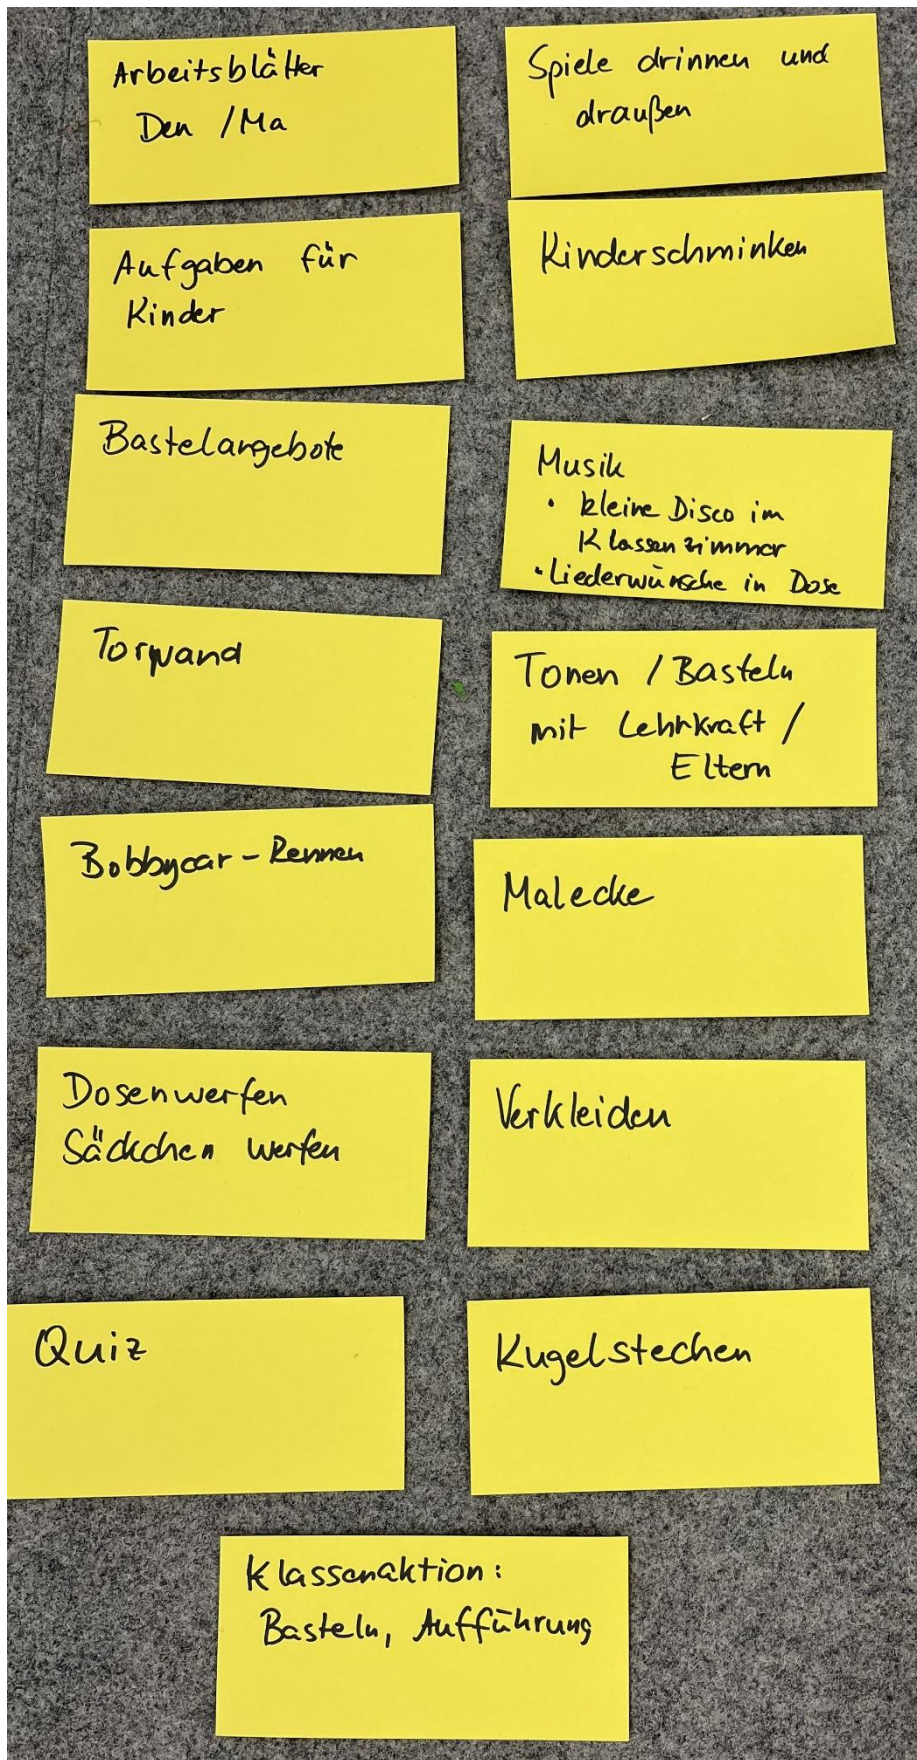 Arbeitsblätter
Den / Ma
Aufgaben für
Kinder
Bastelangebote
Torwand
Bobbycar - Rennen
Dosenwerfen
Säckchen werfen
Quiz
Spiele drinnen und
draußen
Kinderschminken
Musik
• kleine Disco im
Klassenzimmer
• Liederwünsche in Dose
Tonen / Basteln
mit Lehrkraft /
Eltern
Malecke
Verkleiden
Kugelstechen
Klassenaktion:
Basteln, Aufführung